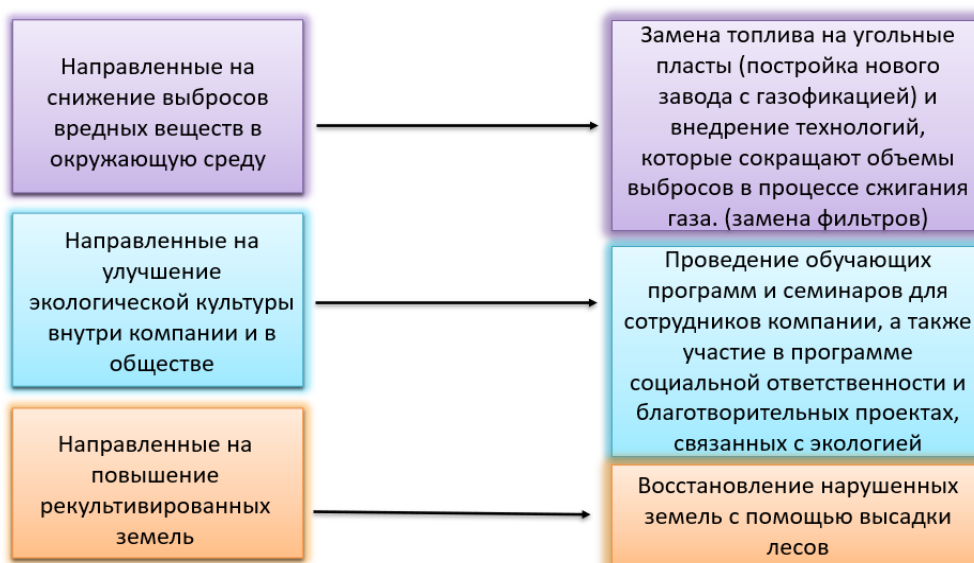 Направленные на
снижение выбросов
вредных веществ в
окружающую среду
Замена топлива на угольные
пласты (постройка нового
завода с газофикацией) и
внедрение технологий,
которые сокращают объемы
выбросов в процессе сжигания
газа. (замена фильтров)
Направленные на
улучшение
экологической культуры
внутри компании и в
обществе
Проведение обучающих
программ и семинаров для
сотрудников компании, а также
участие в программе
социальной ответственности и
благотворительных проектах,
связанных с экологией
Направленные на
повышение
рекультивированных
земель
Восстановление нарушенных
земель с помощью высадки
лесов